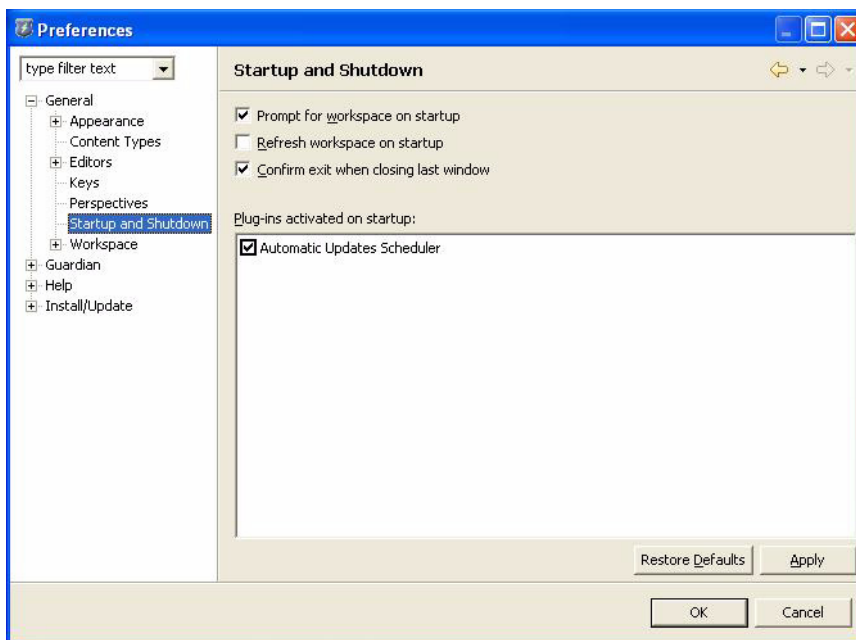 Preferences
type filter text
General
Appearance
Content Types
Editors
Keys
Perspectives
Startup and Shutdown
Workspace
Guardian
Help
Install/Update
Startup and Shutdown
Prompt for workspace on startup
Refresh workspace on startup
Confirm exit when closing last window
Plug-ins activated on startup:
Automatic Updates Scheduler
Restore Defaults
Apply
OK
Cancel